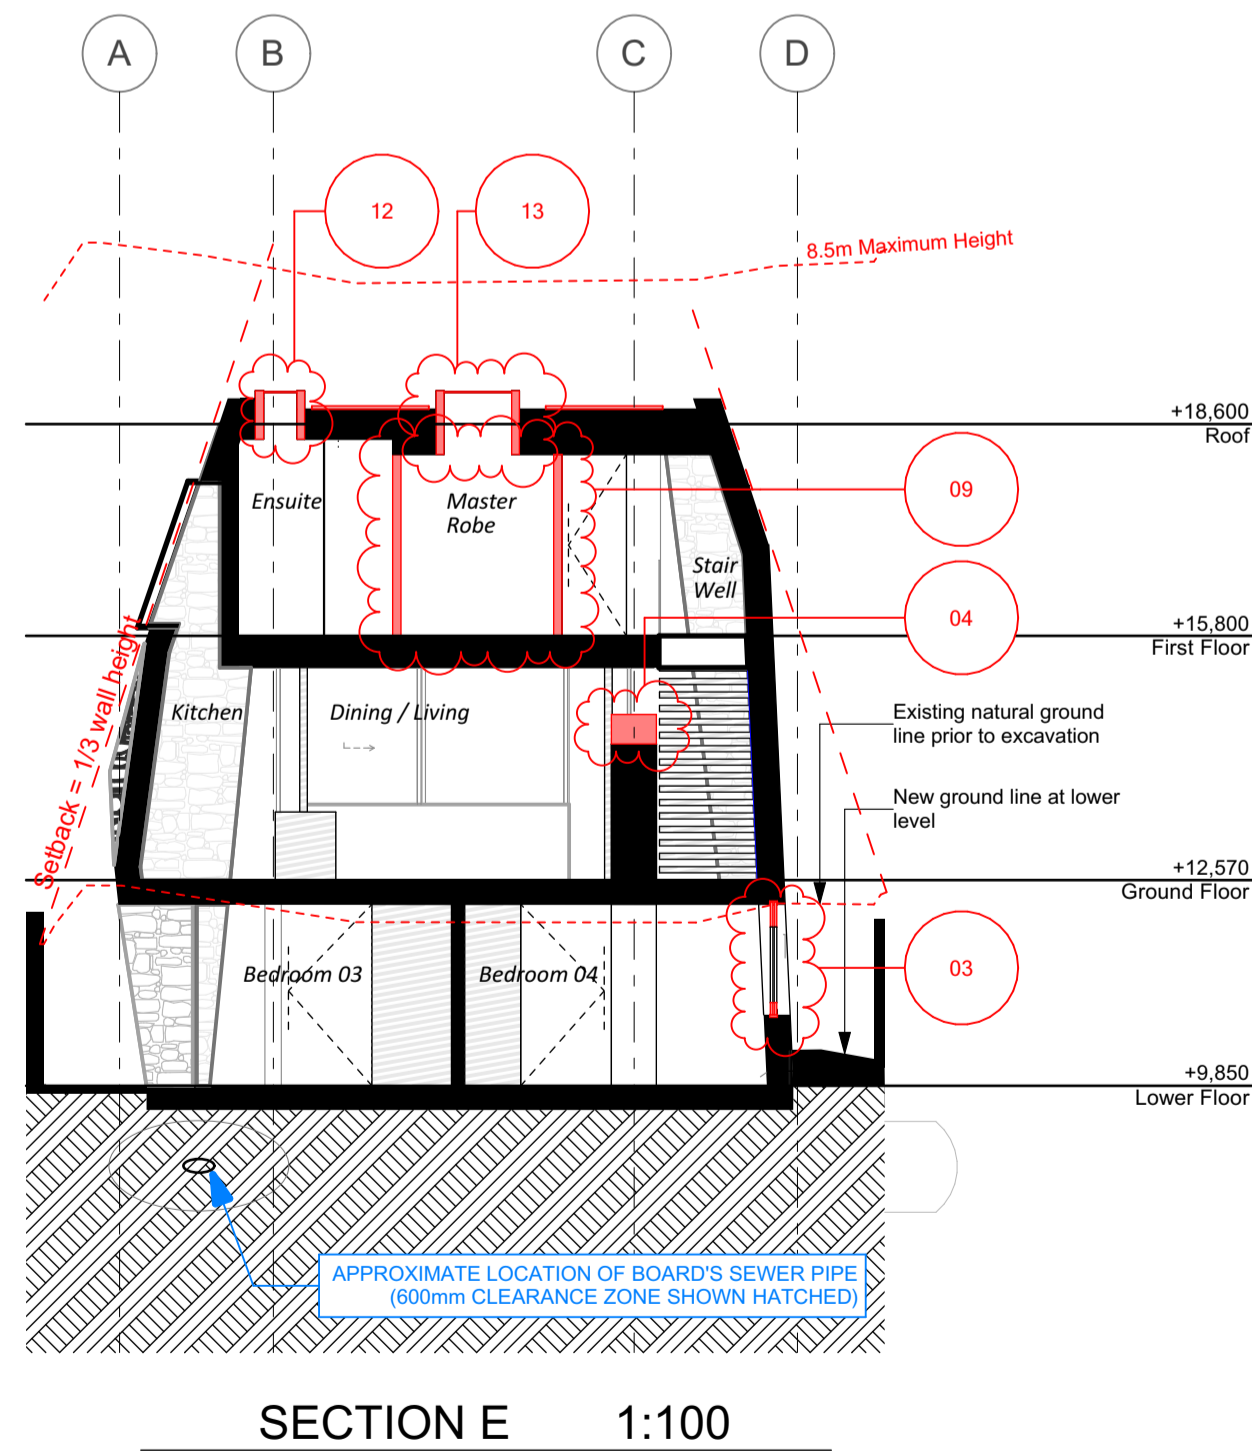 A B C D
12 13
8.5m Maximum Height
+18,600
Roof
09
Ensuite
Master
Robe
Stair
Well
04
+15,800
First Floor
Setback = 1/3 wall height
Kitchen
Dining / Living
Existing natural ground
line prior to excavation
New ground line at lower
level
+12,570
Ground Floor
Bedroom 03
Bedroom 04
03
+9,850
Lower Floor
APPROXIMATE LOCATION OF BOARD'S SEWER PIPE
(600mm CLEARANCE ZONE SHOWN HATCHED)
SECTION E 1:100